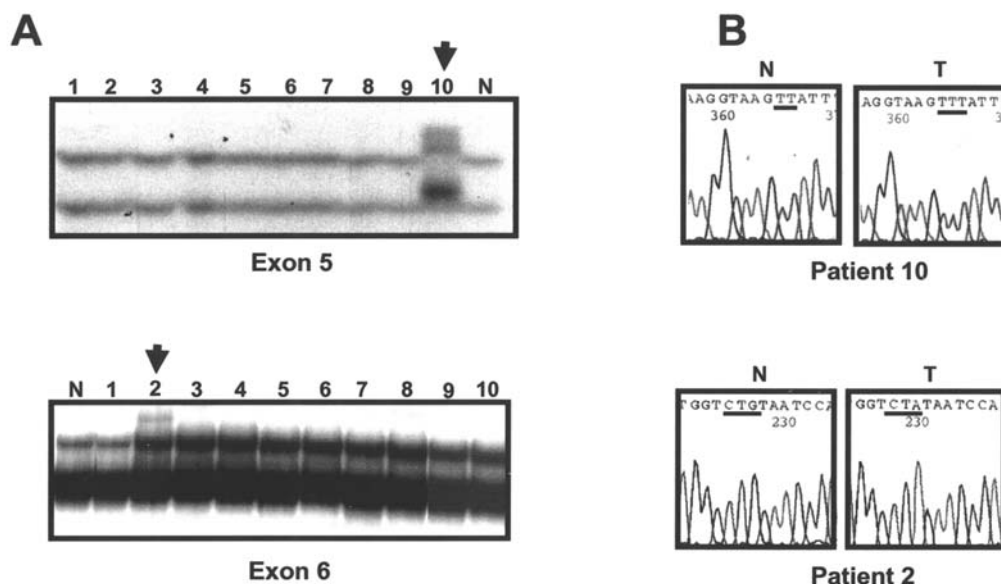 A
1 2 3 4 5 6 7 8 9 10 N
Exon 5
N 1 2 3 4 5 6 7 8 9 10
Exon 6
B
N T
AGGTAAGTTATT
360
AGGTAAGTTTATT
360
Patient 10
N T
TGGTCTGTAATCCA
230
GGTCTATAATCCA
230
Patient 2